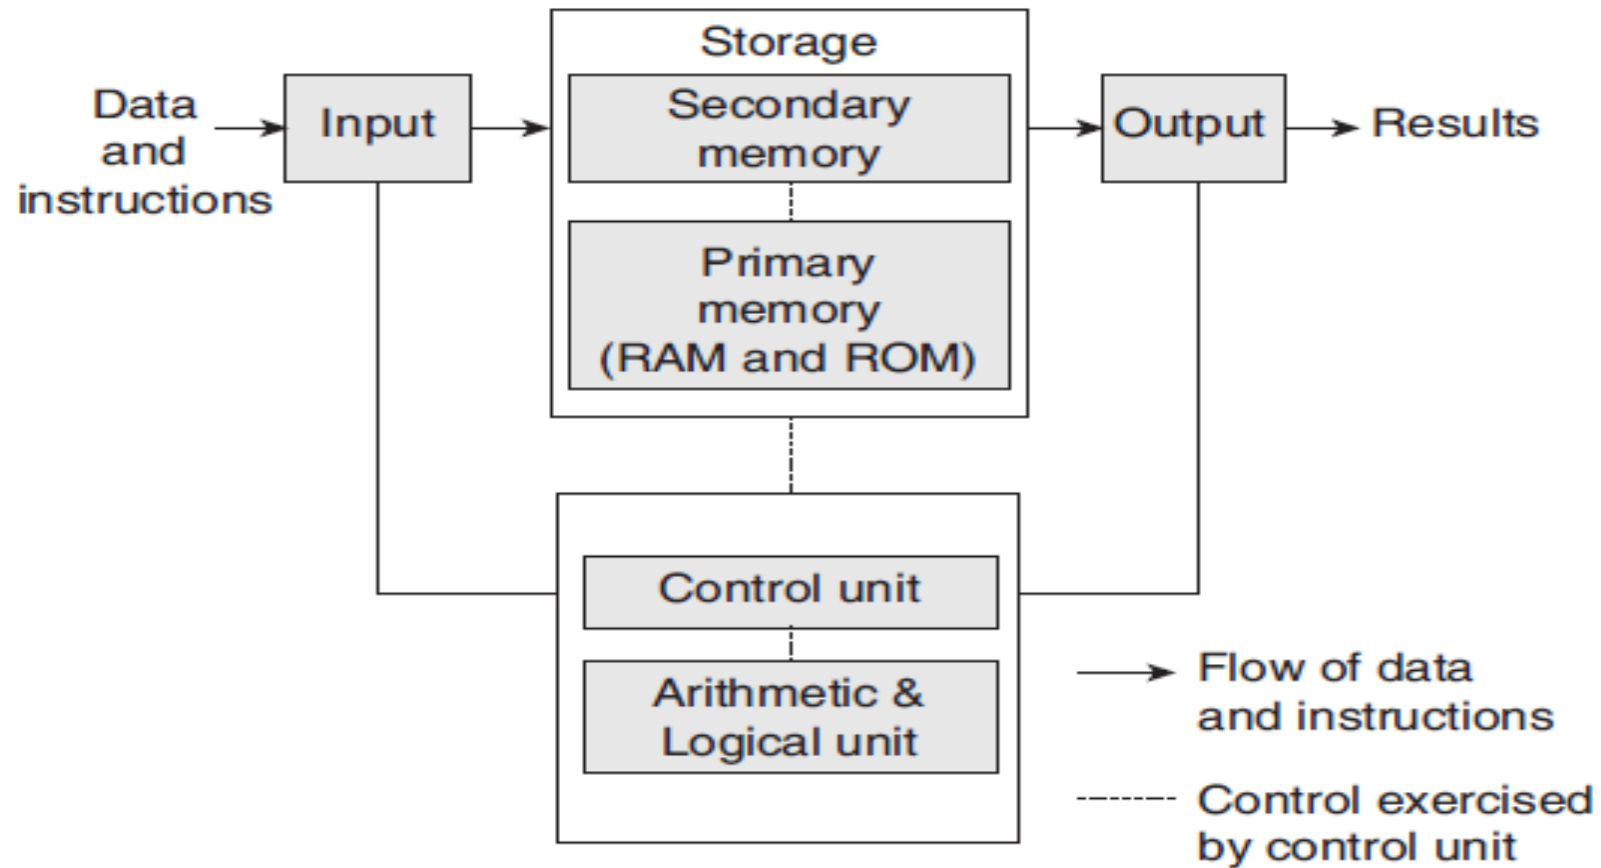 Data
and
instructions
Input
Storage
Secondary
memory
Primary
memory
(RAM and ROM)
Output
Results
Control unit
Arithmetic &
Logical unit
Flow of data
and instructions
Control exercised
by control unit